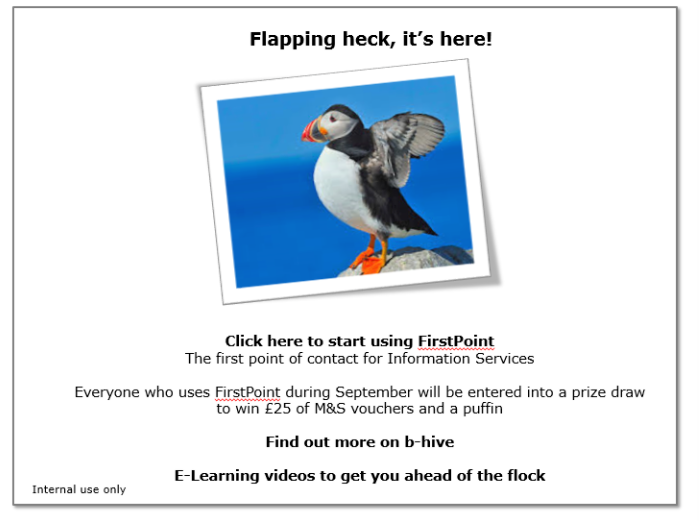 Flapping heck, it’s here!
Click here to start using FirstPoint
The first point of contact for Information Services
Everyone who uses FirstPoint during September will be entered into a prize draw
to win £25 of M&S vouchers and a puffin
Find out more on b-hive
E-Learning videos to get you ahead of the flock
Internal use only